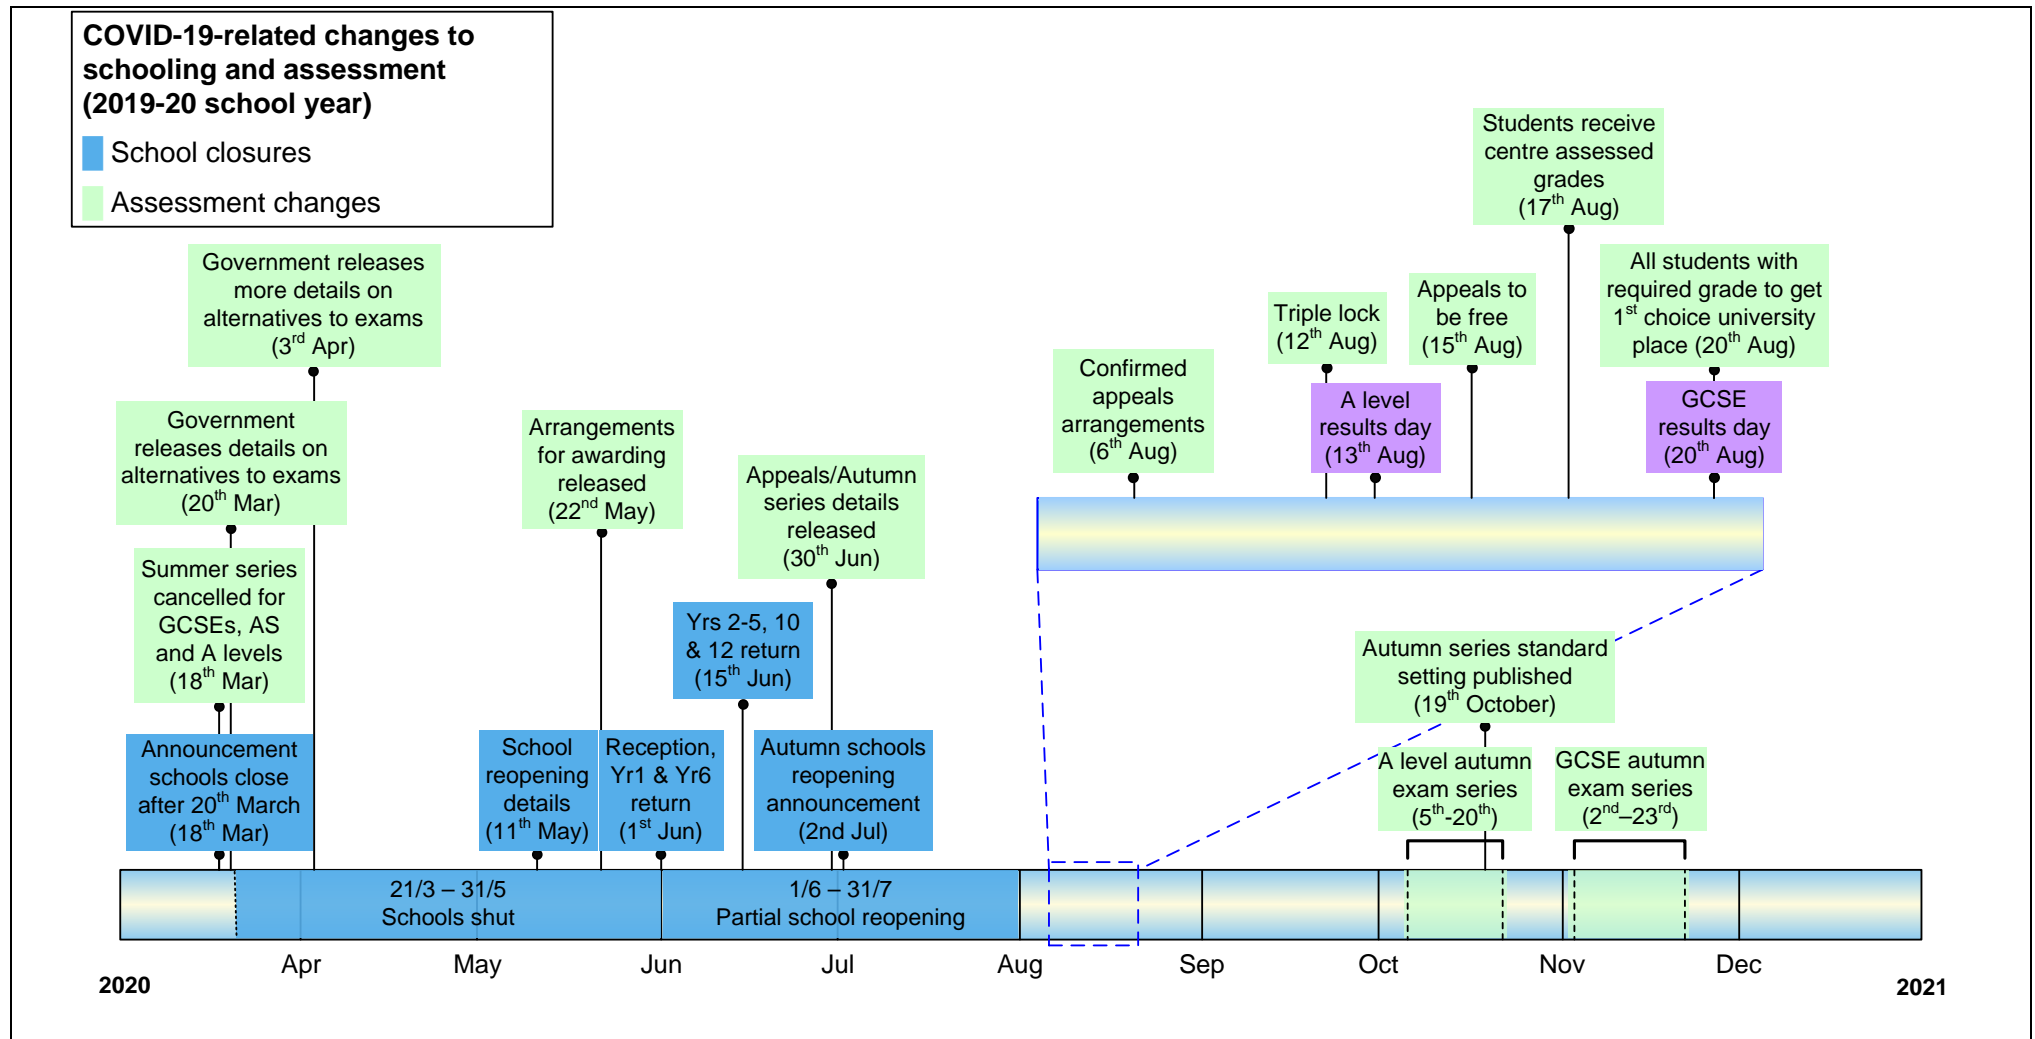 COVID-19-related changes to
schooling and assessment
(2019-20 school year)
School closures
Assessment changes
Government releases
more details on
alternatives to exams
(3rd Apr)
Government
releases details on
alternatives to exams
(20th Mar)
Summer series
cancelled for
GCSEs, AS
and A levels
(18th Mar)
Announcement
schools close
after 20th March
(18th Mar)
Arrangements
for awarding
released
(22nd May)
School
reopening
details
(11th May)
Reception,
Yr1 & Yr6
return
(1st Jun)
Yrs 2-5, 10
& 12 return
(15th Jun)
Appeals/Autumn
series details
released
(30th Jun)
Autumn schools
reopening
announcement
(2nd Jul)
Confirmed
appeals
arrangements
(6th Aug)
Triple lock
(12th Aug)
A level
results day
(13th Aug)
Appeals to
be free
(15th Aug)
Students receive
centre assessed
grades
(17th Aug)
All students with
required grade to get
1st choice university
place (20th Aug)
GCSE
results day
(20th Aug)
Autumn series standard
setting published
(19th October)
A level autumn
exam series
(5th-20th)
GCSE autumn
exam series
(2nd–23rd)
21/3 – 31/5
Schools shut
1/6 – 31/7
Partial school reopening
Apr May Jun Jul Aug Sep Oct Nov Dec
2020 2021